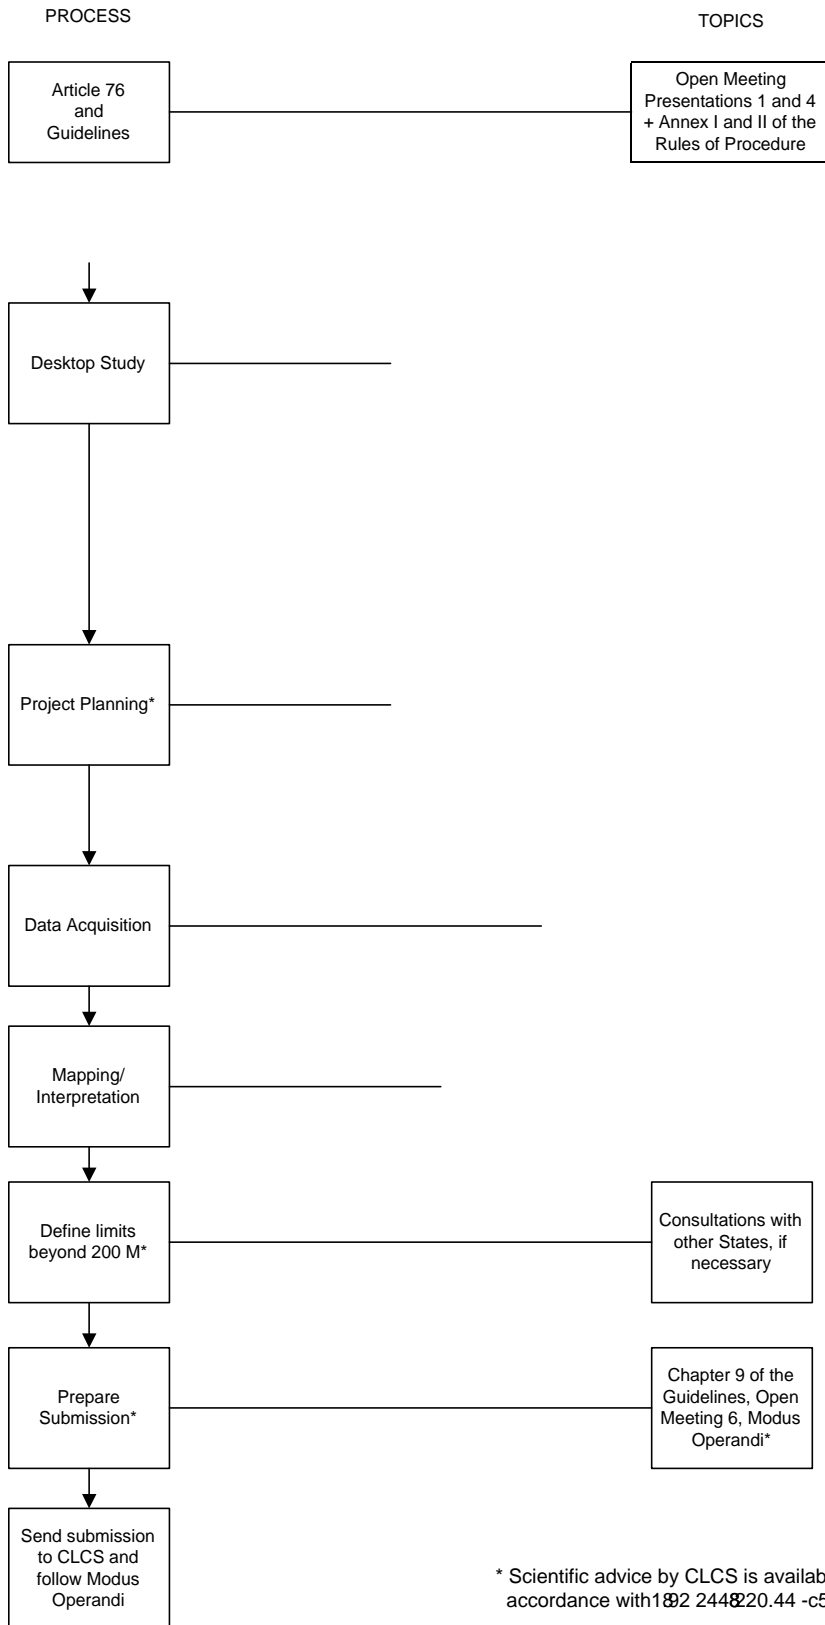 PROCESS
TOPICS
Article 76
and
Guidelines
Open Meeting
Presentations 1 and 4
+ Annex I and II of the
Rules of Procedure
Desktop Study
Project Planning*
Data Acquisition
Mapping/
Interpretation
Define limits
beyond 200 M*
Consultations with
other States, if
necessary
Prepare
Submission*
Chapter 9 of the
Guidelines, Open
Meeting 6, Modus
Operandi*
Send submission
to CLCS and
follow Modus
Operandi
* Scientific advice by CLCS is availab
accordance with